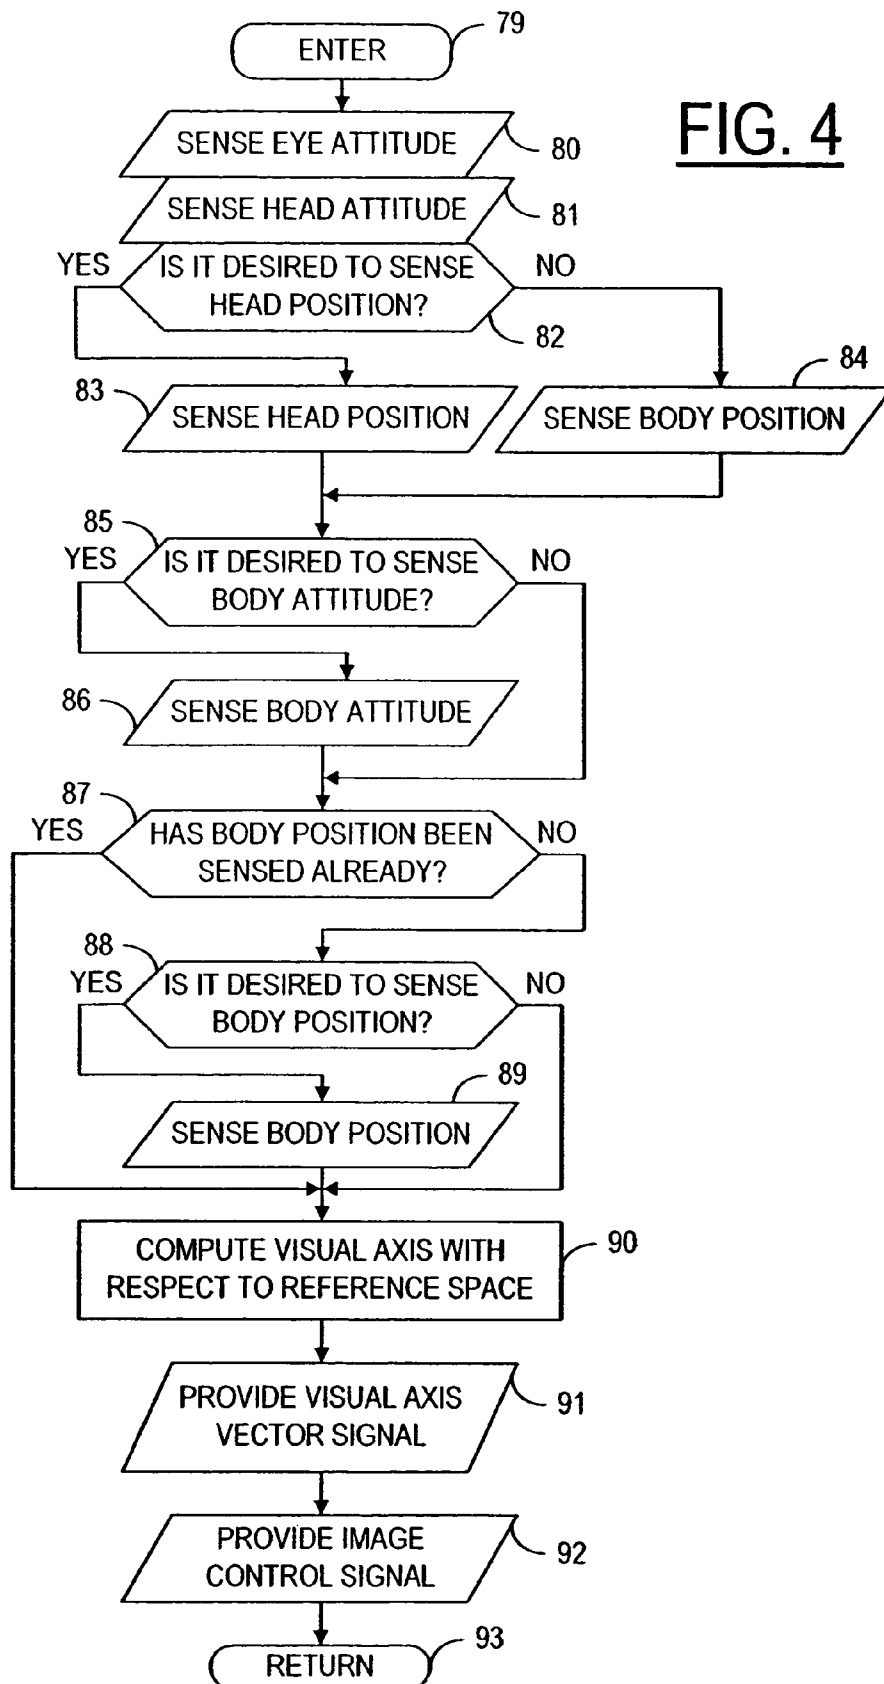 79
ENTER
FIG. 4
SENSE EYE ATTITUDE
80
SENSE HEAD ATTITUDE
81
YES
IS IT DESIRED TO SENSE
HEAD POSITION?
NO
82
83
SENSE HEAD POSITION
84
SENSE BODY POSITION
85
YES
IS IT DESIRED TO SENSE
BODY ATTITUDE?
NO
86
SENSE BODY ATTITUDE
87
YES
HAS BODY POSITION BEEN
SENSED ALREADY?
NO
88
YES
IS IT DESIRED TO SENSE
BODY POSITION?
NO
89
SENSE BODY POSITION
COMPUTE VISUAL AXIS WITH
RESPECT TO REFERENCE SPACE
90
PROVIDE VISUAL AXIS
VECTOR SIGNAL
91
PROVIDE IMAGE
CONTROL SIGNAL
92
RETURN
93